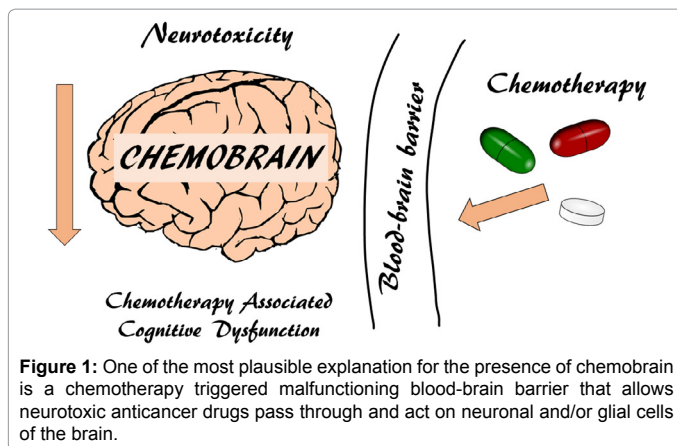 Neurotoxicity
Chemotherapy
Blood-brain barrier
CHEMOBRAIN
Chemotherapy Associated
Cognitive Dysfunction
Figure 1: One of the most plausible explanation for the presence of chemobrain
is a chemotherapy triggered malfunctioning blood-brain barrier that allows
neurotoxic anticancer drugs pass through and act on neuronal and/or glial cells
of the brain.